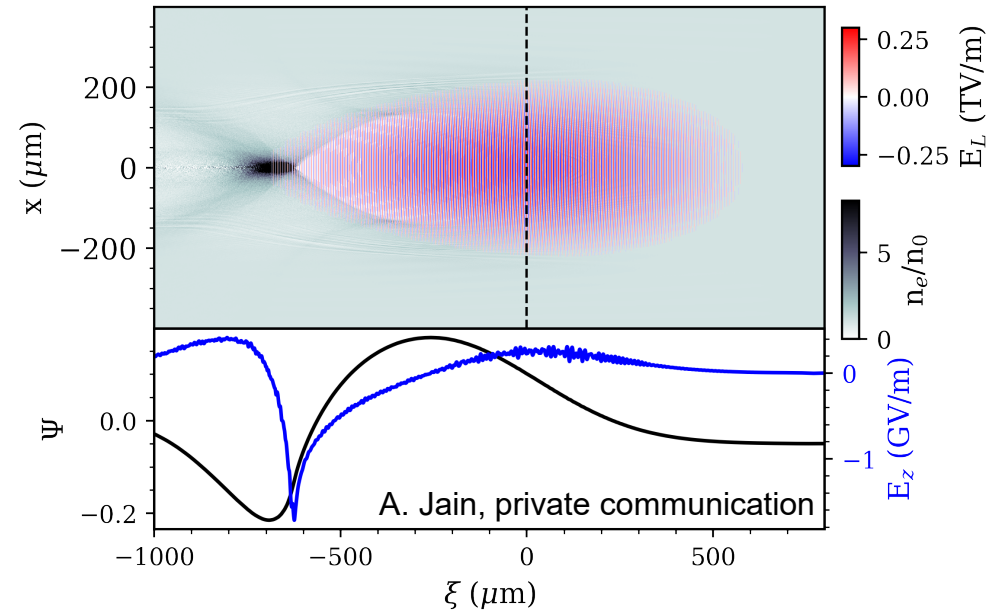 200
0
−200
x (μm)
0.25
0.00
−0.25
E_L (TV/m)
5
0
n_e/n_0
0.0
−0.2
Ψ
0
−1
E_z (GV/m)
A. Jain, private communication
−1000
−500
0
500
ξ (μm)